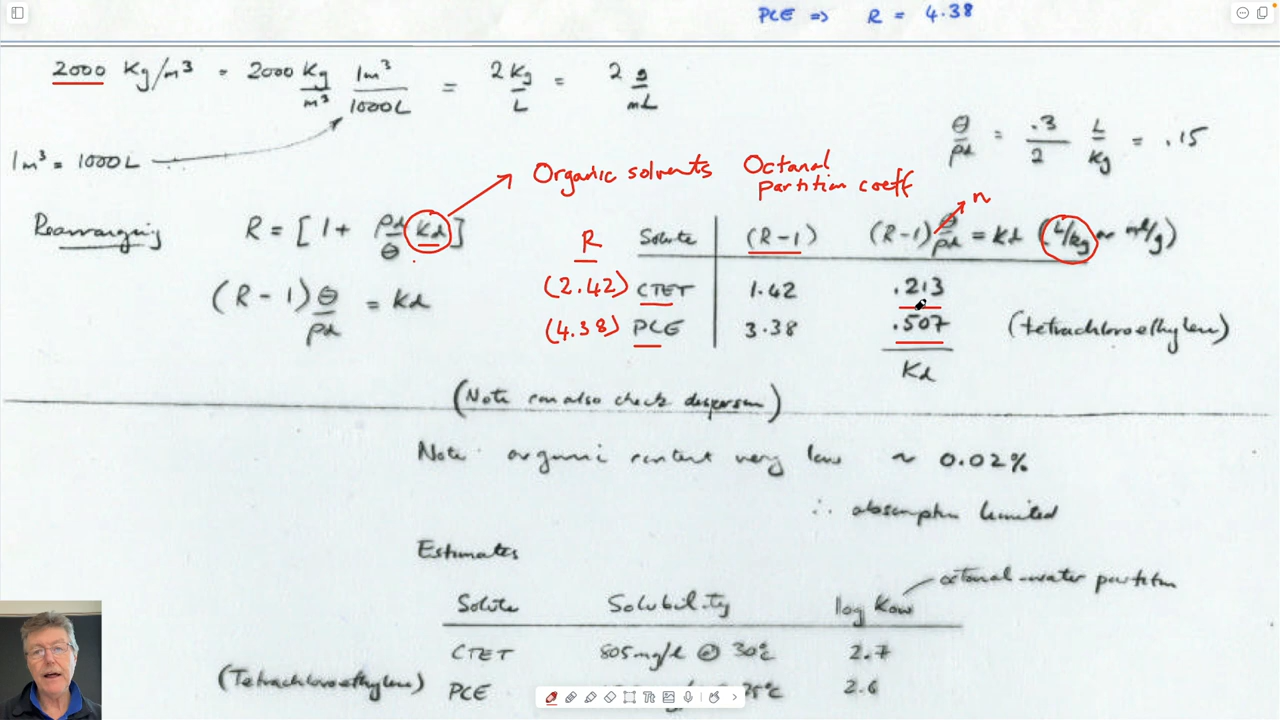 PCE => R = 4.38
2000 Kg/m³ - 2000 Kg/m³ 1m³/1000L = 2 Kg/L = 2 g/mL
1m³ = 1000L
θ/ρd = .3/2 L/Kg = .15
Organic solvents
Octanal partition coeff
n
Rearranging R = [1 + ρd/θ Kd]
(R - 1) θ/ρd = Kd
R Solute (R-1) (R-1) θ/ρd = Kd (L/kg or ml/g)
(2.42) CTET 1.42 .213
(4.38) PCE 3.38 .507 (tetrachloroethylene)
Kd
(Note can also check dispersion)
Note: organic content very low ~ 0.02%
∴ absorption limited
Estimates
octanal-water partition
Solute Solubility log Kow
CTET 805mg/l @ 30°C 2.7
(Tetrachloroethylene) PCE 25°C 2.6